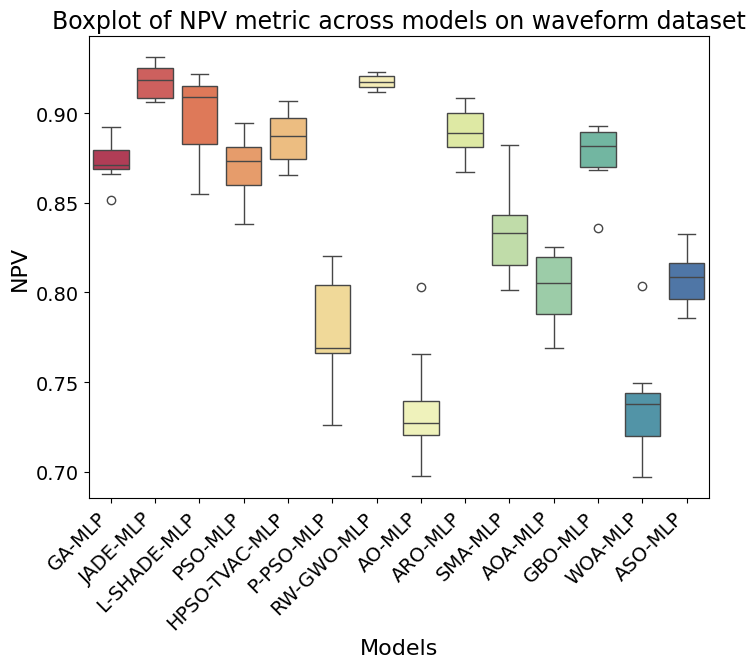 Boxplot of NPV metric across models on waveform dataset
NPV
0.90
0.85
0.80
0.75
0.70
GA-MLP
JADE-MLP
L-SHADE-MLP
PSO-MLP
HPSO-TVAC-MLP
P-PSO-MLP
RW-GWO-MLP
AO-MLP
ARO-MLP
SMA-MLP
AOA-MLP
GBO-MLP
WOA-MLP
ASO-MLP
Models